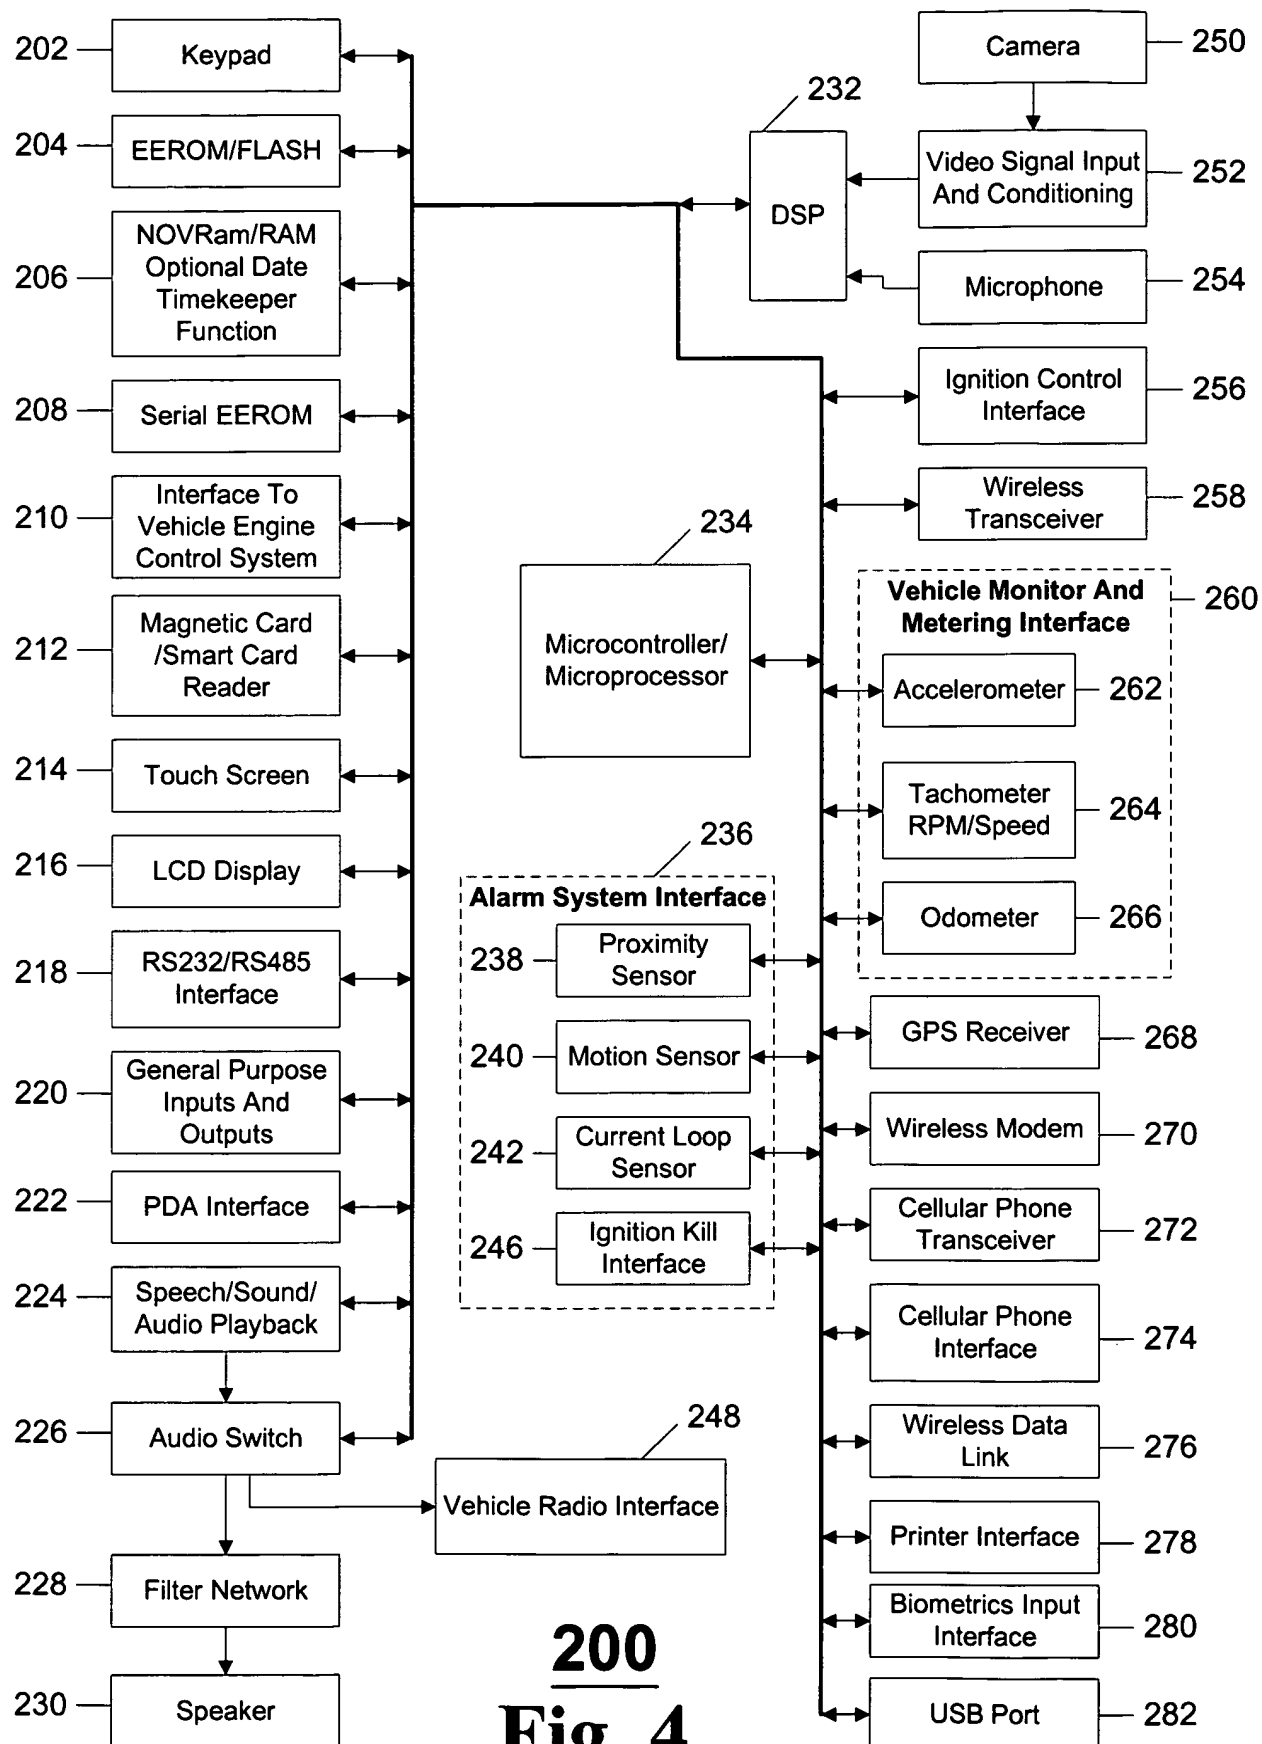 202
Keypad
204
EEROM/FLASH
206
NOVRam/RAM
Optional Date
Timekeeper
Function
208
Serial EEROM
210
Interface To
Vehicle Engine
Control System
212
Magnetic Card
/Smart Card
Reader
214
Touch Screen
216
LCD Display
218
RS232/RS485
Interface
220
General Purpose
Inputs And
Outputs
222
PDA Interface
224
Speech/Sound/
Audio Playback
226
Audio Switch
228
Filter Network
230
Speaker
232
DSP
234
Microcontroller/
Microprocessor
236
Alarm System Interface
238
Proximity
Sensor
240
Motion Sensor
242
Current Loop
Sensor
246
Ignition Kill
Interface
248
Vehicle Radio Interface
Camera
250
Video Signal Input
And Conditioning
252
Microphone
254
Ignition Control
Interface
256
Wireless
Transceiver
258
Vehicle Monitor And
Metering Interface
260
Accelerometer
262
Tachometer
RPM/Speed
264
Odometer
266
GPS Receiver
268
Wireless Modem
270
Cellular Phone
Transceiver
272
Cellular Phone
Interface
274
Wireless Data
Link
276
Printer Interface
278
Biometrics Input
Interface
280
USB Port
282
200
Fig. 4